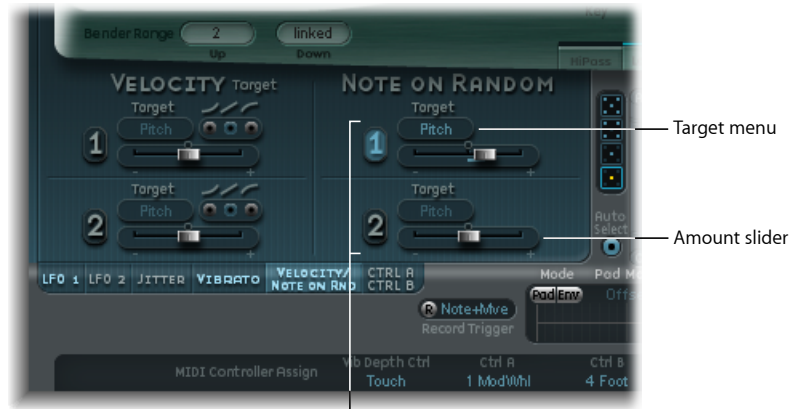 Key
Bender Range 2 linked
Up Down
HiPass
VELOCITY Target NOTE ON RANDOM
Target Target
1 Pitch 1 Pitch Target menu
- + - +
Target Target
2 Pitch 2 Pitch
- + - + Amount slider
Auto
Select
LFO 1 LFO 2 JITTER VIBRATO VELOCITY/ NOTE ON RND CTRL A CTRL B
Mode Pad M
Pad Env Offs
R Note+Mve
Record Trigger
MIDI Controller Assign
Vib Depth Ctrl Ctrl A Ctrl B
Touch 1 ModWhl 4 Foot